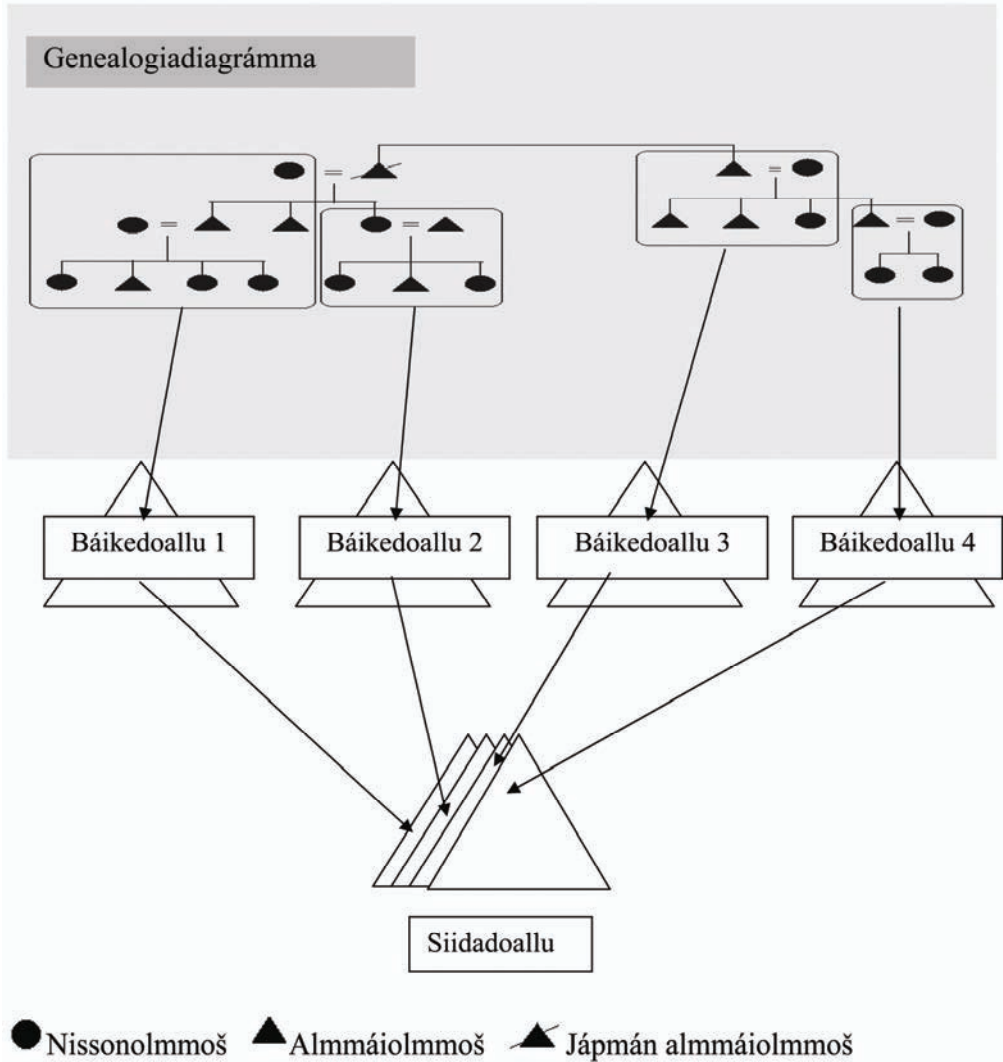 Genealogiadiagrámma
Báikedoallu 1
Báikedoallu 2
Báikedoallu 3
Báikedoallu 4
Siidadoallu
Nissonolmmoš
Almmáiolmmoš
Jápmán almmáiolmmoš